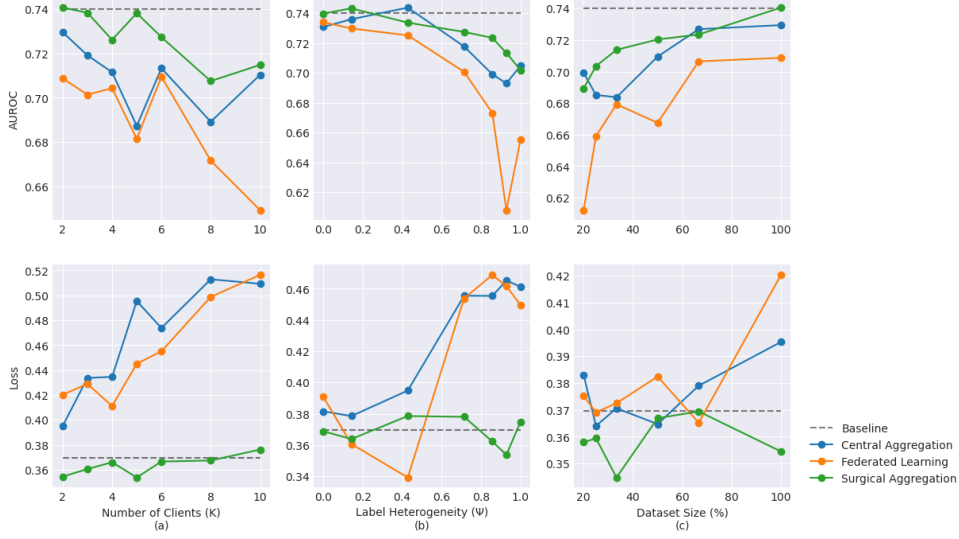 0.74
0.72
0.70
0.68
0.66
AUROC
2 4 6 8 10
0.74
0.72
0.70
0.68
0.66
0.64
0.62
0.0 0.2 0.4 0.6 0.8 1.0
0.74
0.72
0.70
0.68
0.66
0.64
0.62
20 40 60 80 100
0.52
0.50
0.48
0.46
0.44
0.42
0.40
0.38
0.36
Loss
2 4 6 8 10
Number of Clients (K)
(a)
0.46
0.44
0.42
0.40
0.38
0.36
0.34
0.0 0.2 0.4 0.6 0.8 1.0
Label Heterogeneity (Ψ)
(b)
0.42
0.41
0.40
0.39
0.38
0.37
0.36
0.35
20 40 60 80 100
Dataset Size (%)
(c)
Baseline
Central Aggregation
Federated Learning
Surgical Aggregation